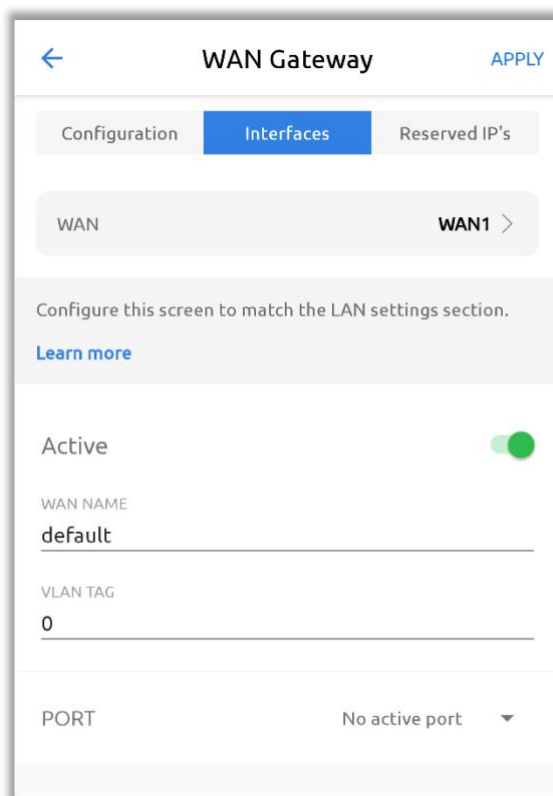 WAN Gateway APPLY
Configuration Interfaces Reserved IP's
WAN WAN1
Configure this screen to match the LAN settings section.
Learn more
Active
WAN NAME
default
VLAN TAG
0
PORT No active port